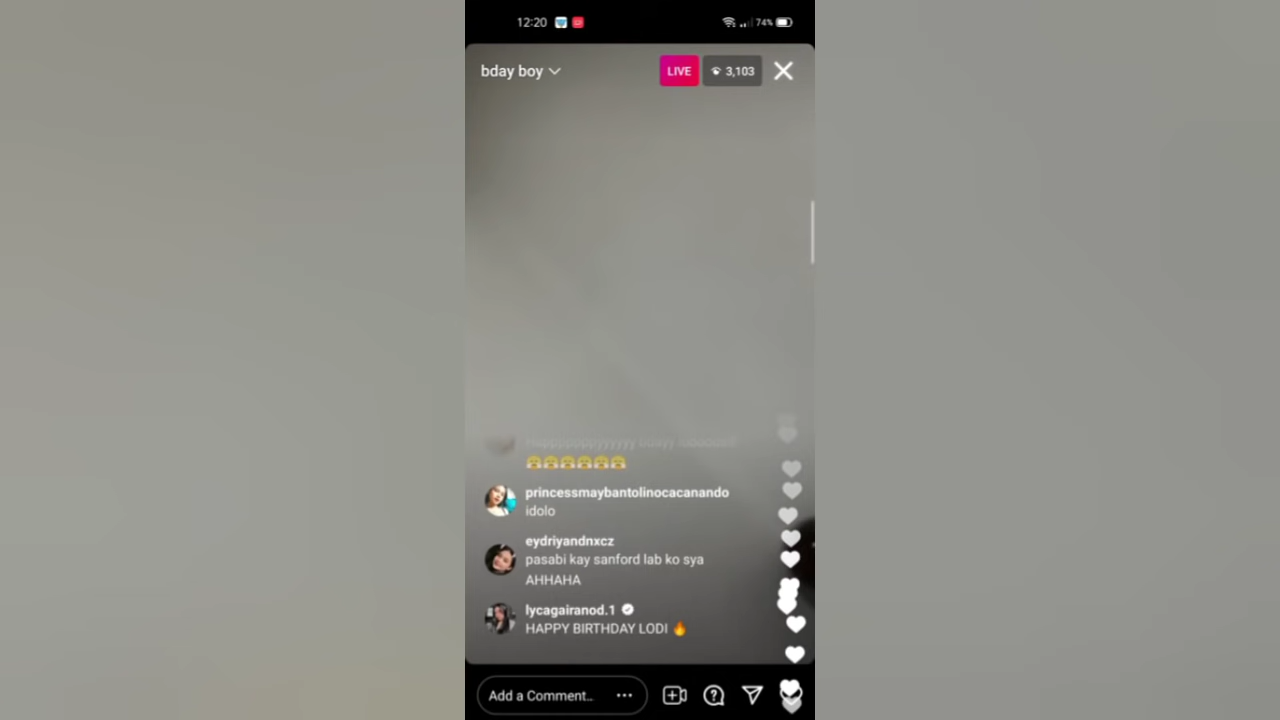 12:20
74%
bday boy
LIVE
3,103
😩😩😩😩😩😩
princessmaybantolinocacanando
idolo
eydriyandnxcz
pasabi kay sanford lab ko sya
AHHAHA
lycagairanod.1
HAPPY BIRTHDAY LODI 🔥
Add a Comment..